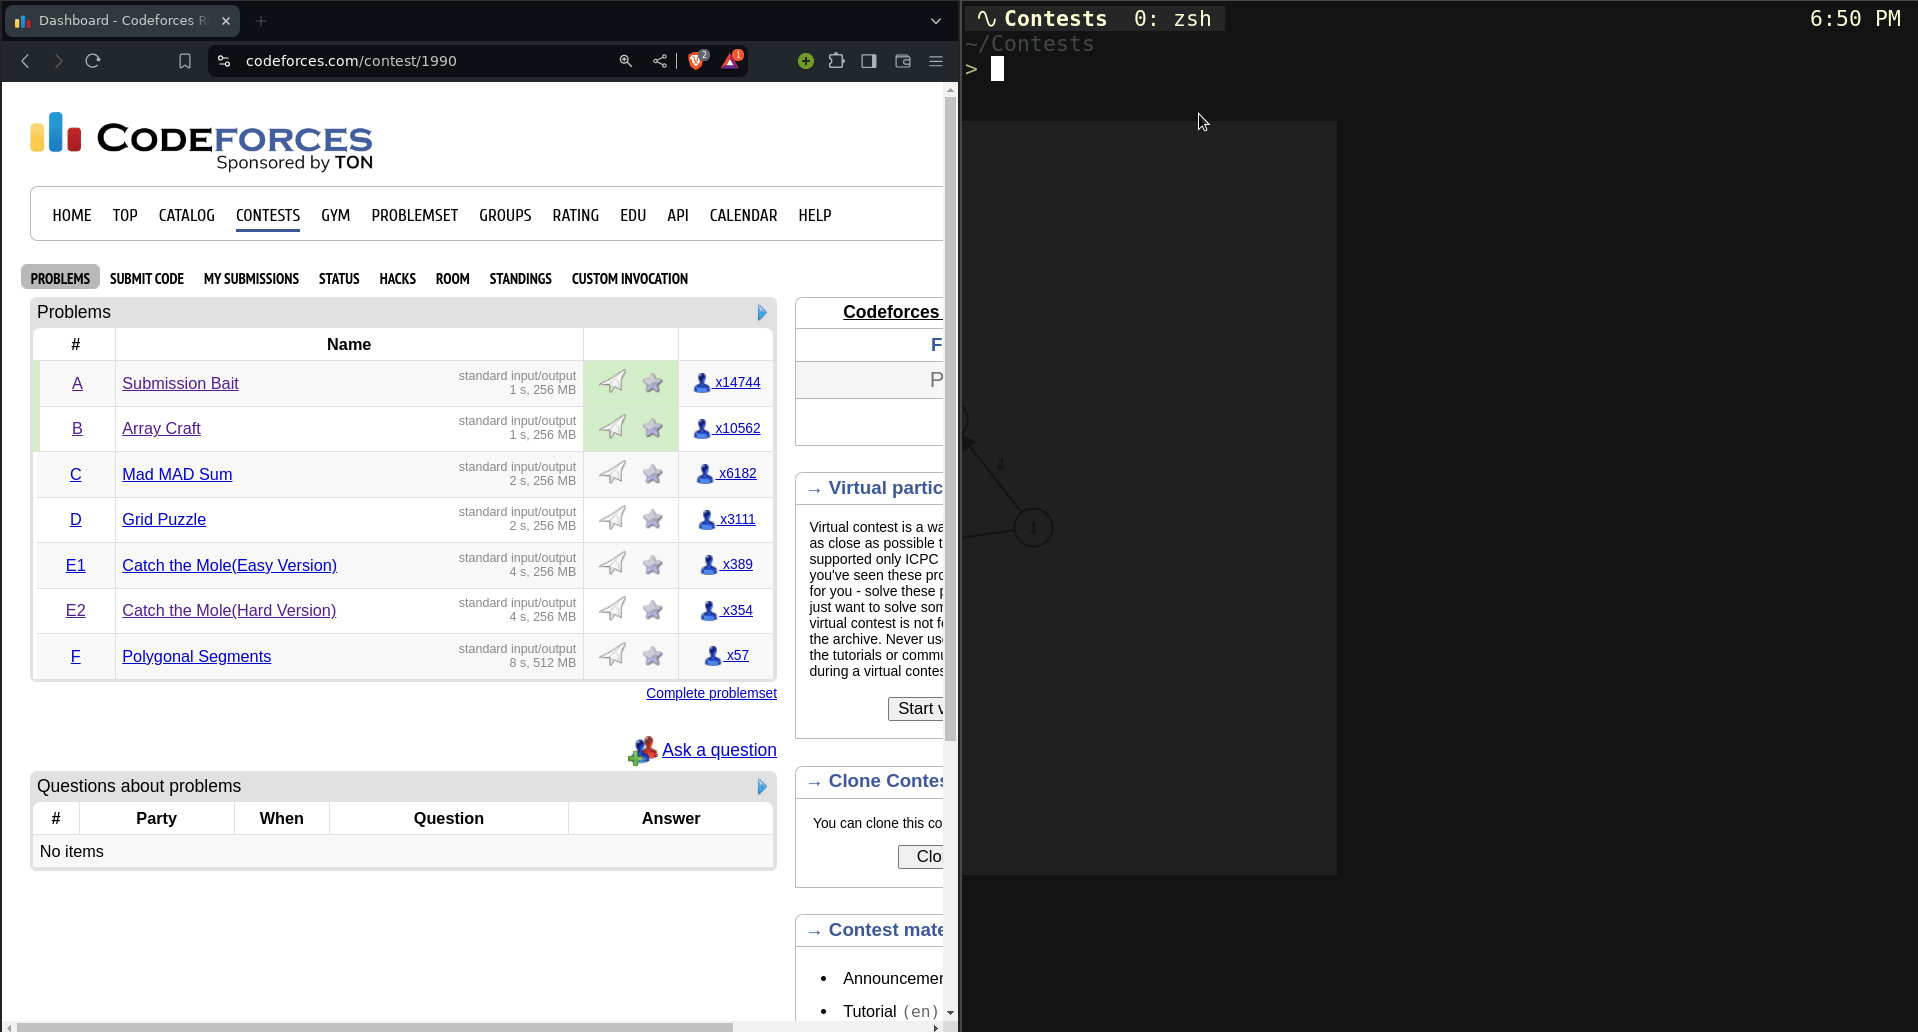 Dashboard - Codeforces R
codeforces.com/contest/1990
2
1
CODEFORCES
Sponsored by TON
HOME TOP CATALOG CONTESTS GYM PROBLEMSET GROUPS RATING EDU API CALENDAR HELP
PROBLEMS SUBMIT CODE MY SUBMISSIONS STATUS HACKS ROOM STANDINGS CUSTOM INVOCATION
Problems
# Name
A Submission Bait standard input/output 1 s, 256 MB x14744
B Array Craft standard input/output 1 s, 256 MB x10562
C Mad MAD Sum standard input/output 2 s, 256 MB x6182
D Grid Puzzle standard input/output 2 s, 256 MB x3111
E1 Catch the Mole(Easy Version) standard input/output 4 s, 256 MB x389
E2 Catch the Mole(Hard Version) standard input/output 4 s, 256 MB x354
F Polygonal Segments standard input/output 8 s, 512 MB x57
Complete problemset
Ask a question
Questions about problems
# Party When Question Answer
No items
Codeforces
F
P
→ Virtual partic
Virtual contest is a wa
as close as possible t
supported only ICPC
you've seen these pro
for you - solve these p
just want to solve som
virtual contest is not fo
the archive. Never use
the tutorials or commu
during a virtual contes
Start v
→ Clone Contes
You can clone this co
Clo
→ Contest mate
• Announcemen
• Tutorial (en)
Contests 0: zsh 6:50 PM
~/Contests
>
4
1